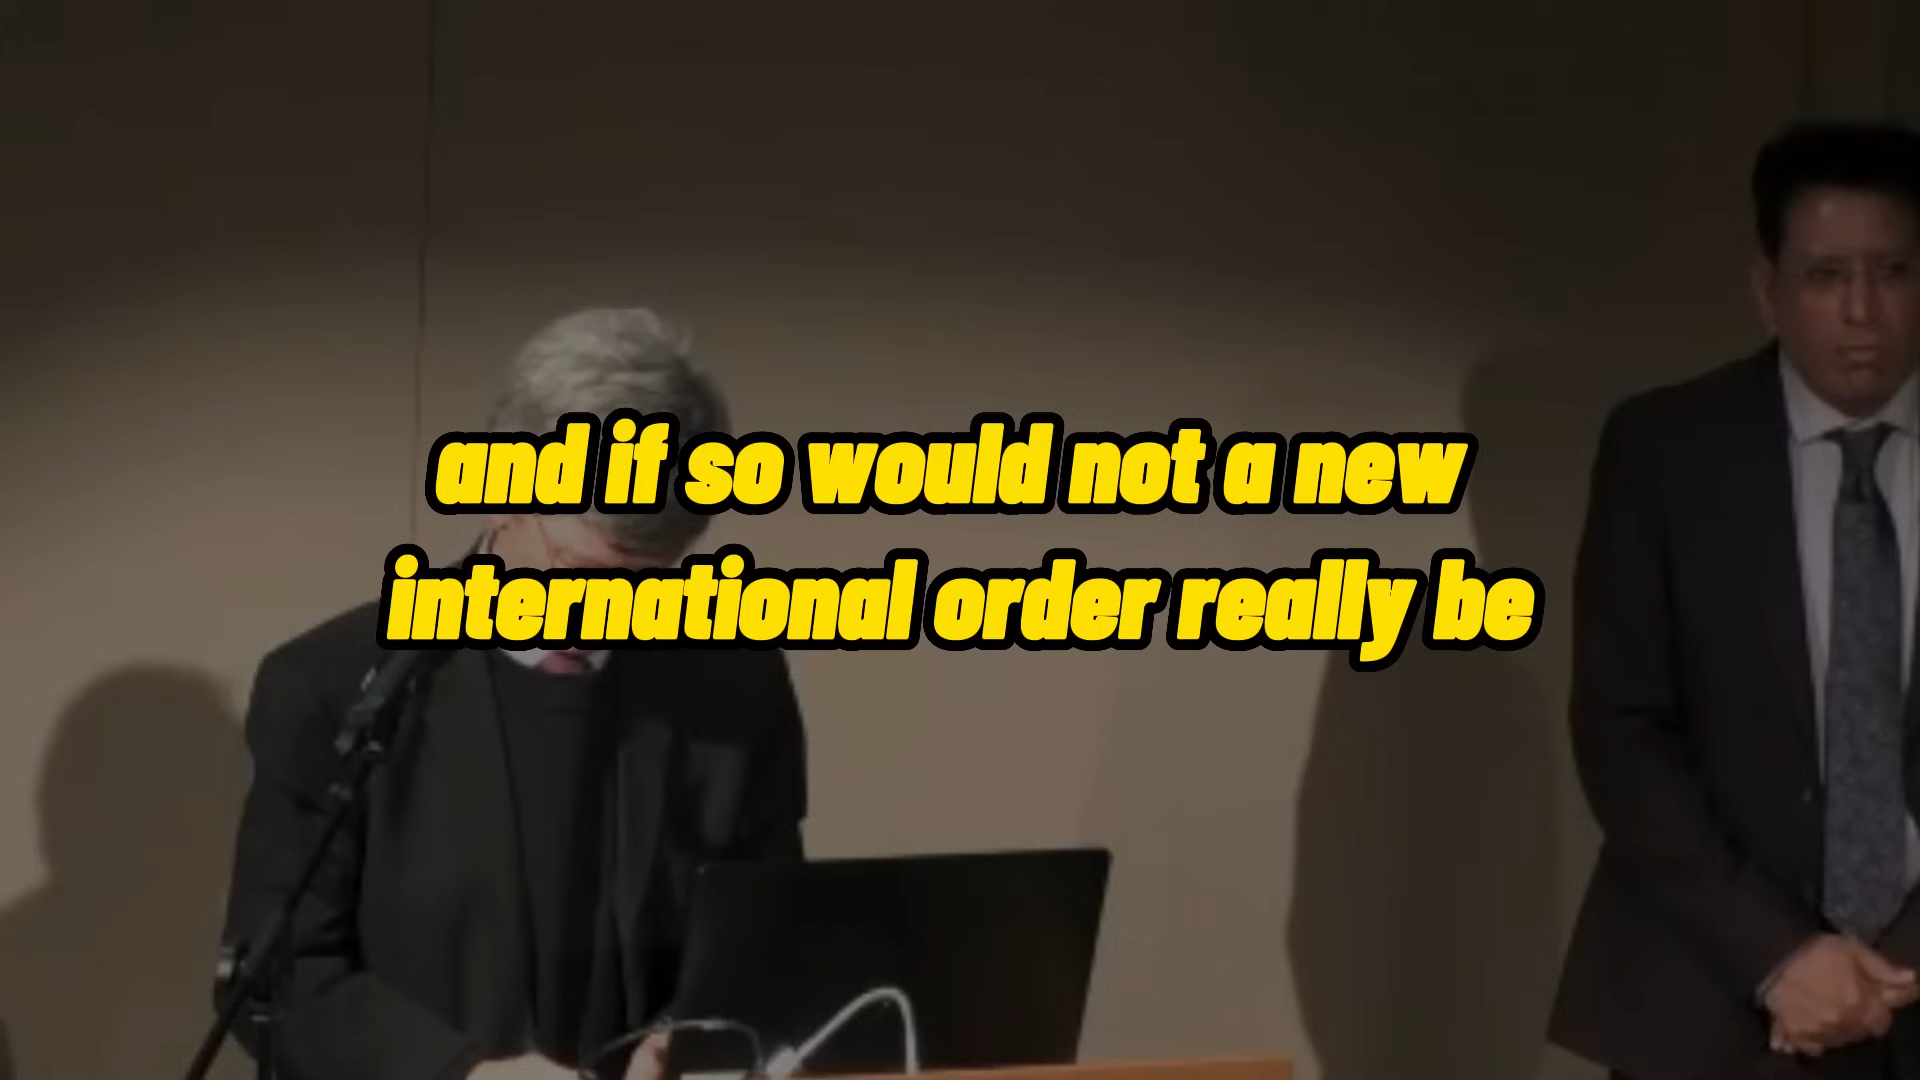 and if so would not a new
international order really be